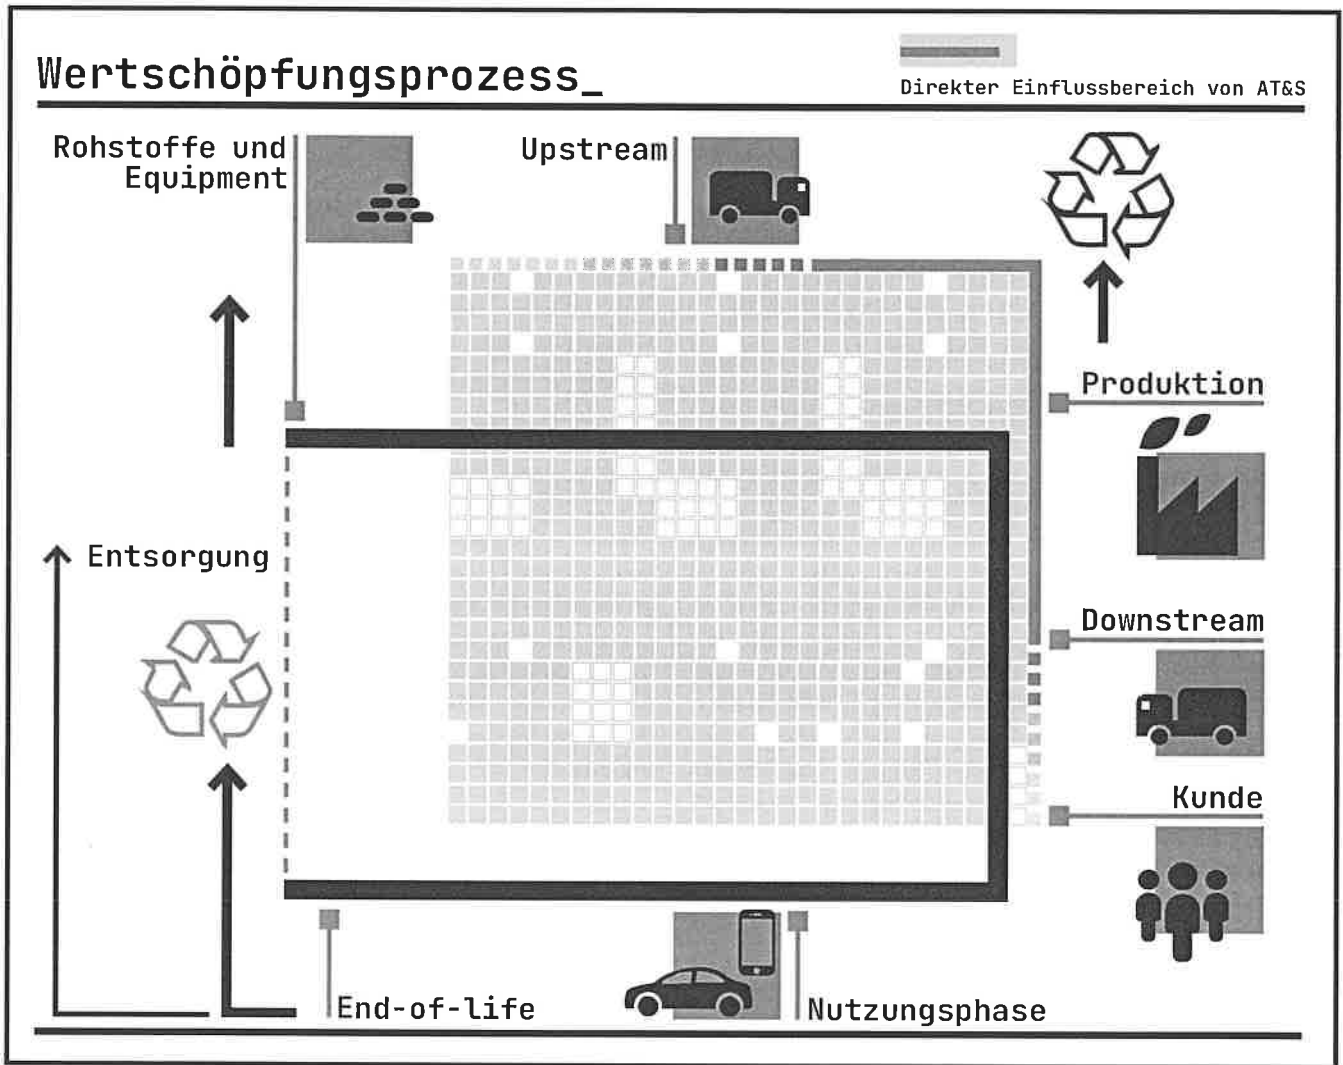 Wertschöpfungsprozess_
Direkter Einflussbereich von AT&S
Rohstoffe und
Equipment
Upstream
Produktion
Entsorgung
Downstream
Kunde
End-of-life
Nutzungsphase